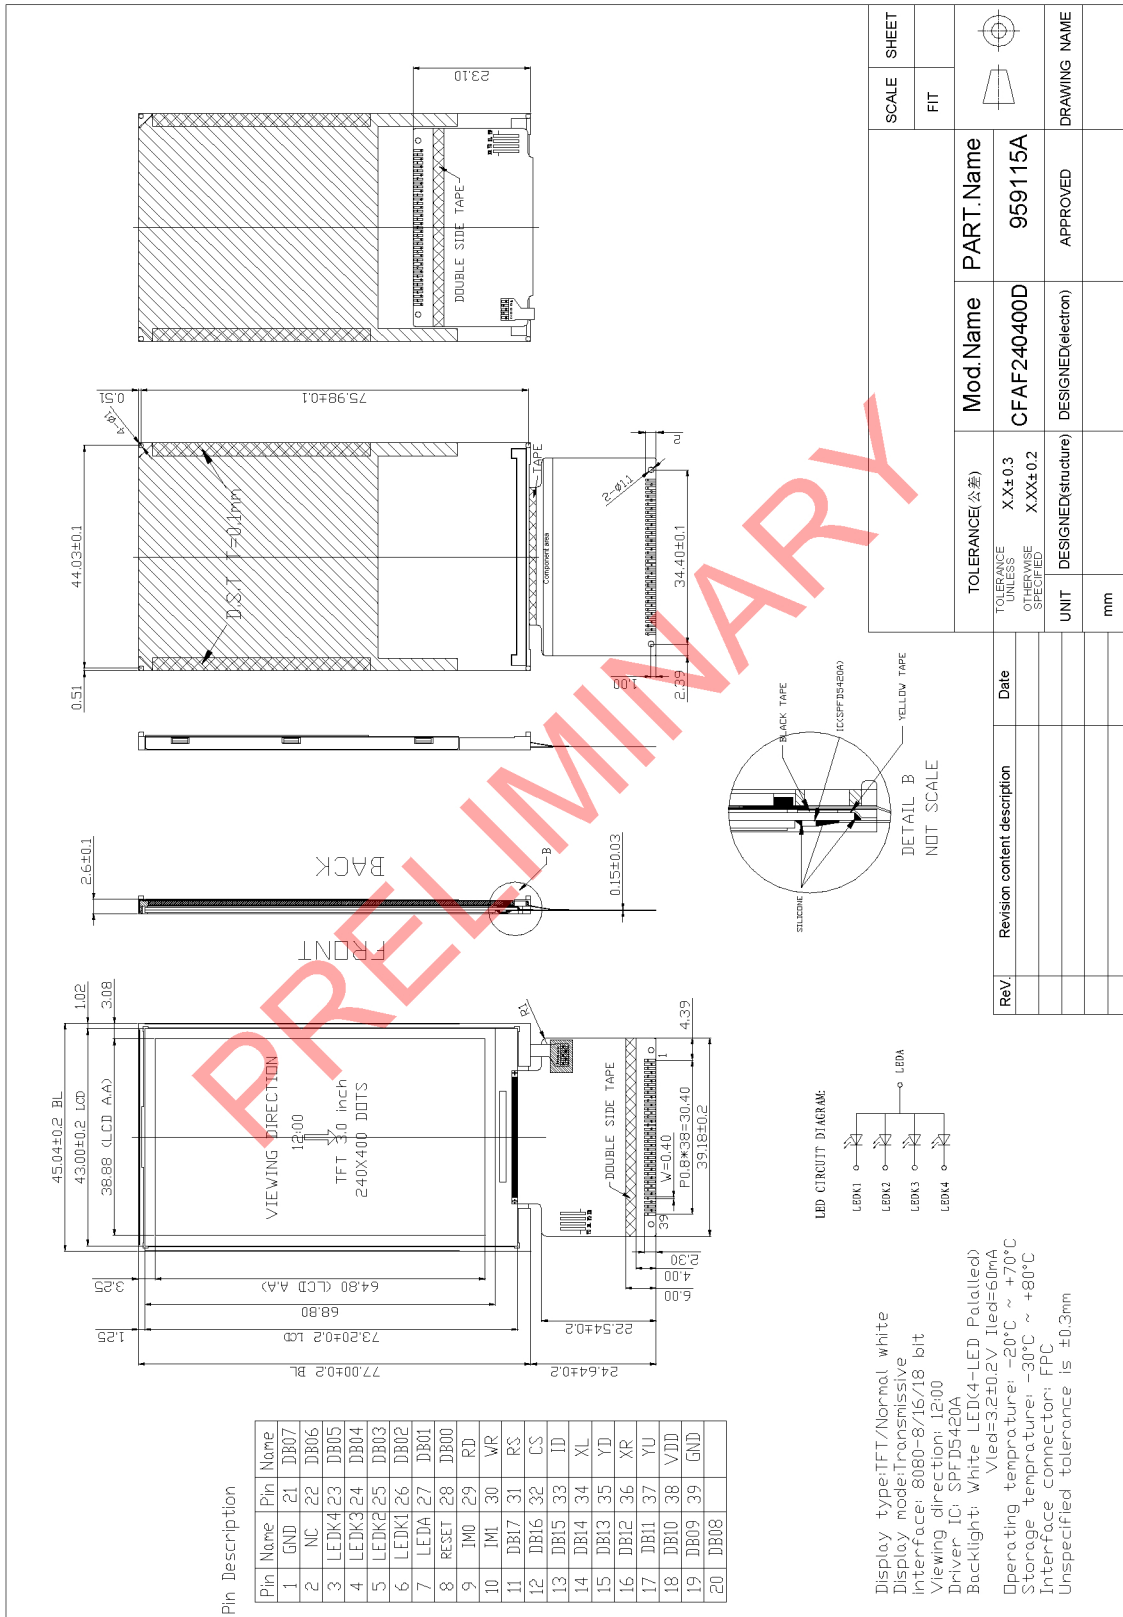 SCALE SHEET
FIT
Mod.Name PART.Name
CFAF240400D 959115A
TOLERANCE(公差)
TOLERANCE
UNLESS
OTHERWISE
SPECIFIED
X.X±0.3
X.XX±0.2
UNIT DESIGNED(structure) DESIGNED(electron) APPROVED DRAWING NAME
mm
ReV. Revision content description Date
23.10
DOUBLE SIDE TAPE
0.51
75.98±0.1
4-Ø1
44.03±0.1
0.51
D.S.T T=0.1mm
TAPE
Component area
2-Ø1.1
2
34.40±0.1
1.00
2.39
BLACK TAPE
IC(SPFD5420A)
YELLOW TAPE
SILICONE
DETAIL B
NOT SCALE
2.6±0.1
BACK
FRONT
B
0.15±0.03
PRELIMINARY
45.04±0.2 BL
43.00±0.2 LCD
38.88 (LCD A.A)
1.02
3.08
VIEWING DIRECTION
12:00
TFT 3.0 inch
240X400 DOTS
3.25
64.80 (LCD A.A)
68.80
1.25
73.20±0.2 LCD
77.00±0.2 BL
R1
4.39
1
DOUBLE SIDE TAPE
W=0.40
P0.8*38=30.40
39.18±0.2
39
2.30
4.00
6.00
22.54±0.2
24.64±0.2
LED CIRCUIT DIAGRAM:
LEDA
LEDK1
LEDK2
LEDK3
LEDK4
Pin Description
Pin Name Pin Name
1 GND 21 DB07
2 NC 22 DB06
3 LEDK4 23 DB05
4 LEDK3 24 DB04
5 LEDK2 25 DB03
6 LEDK1 26 DB02
7 LEDA 27 DB01
8 RESET 28 DB00
9 IM0 29 RD
10 IM1 30 WR
11 DB17 31 RS
12 DB16 32 CS
13 DB15 33 ID
14 DB14 34 XL
15 DB13 35 YD
16 DB12 36 XR
17 DB11 37 YU
18 DB10 38 VDD
19 DB09 39 GND
20 DB08
Display type:TFT/Normal white
Display mode:Transmissive
interface: 8080-8/16/18 bit
Viewing direction: 12:00
Driver IC: SPFD5420A
Backlight: White LED(4-LED Palalled)
Vled=3.2±0.2V Iled=60mA
Operating temprature: -20°C ~ +70°C
Storage temprature: -30°C ~ +80°C
Interface connector: FPC
Unspecified tolerance is ±0.3mm